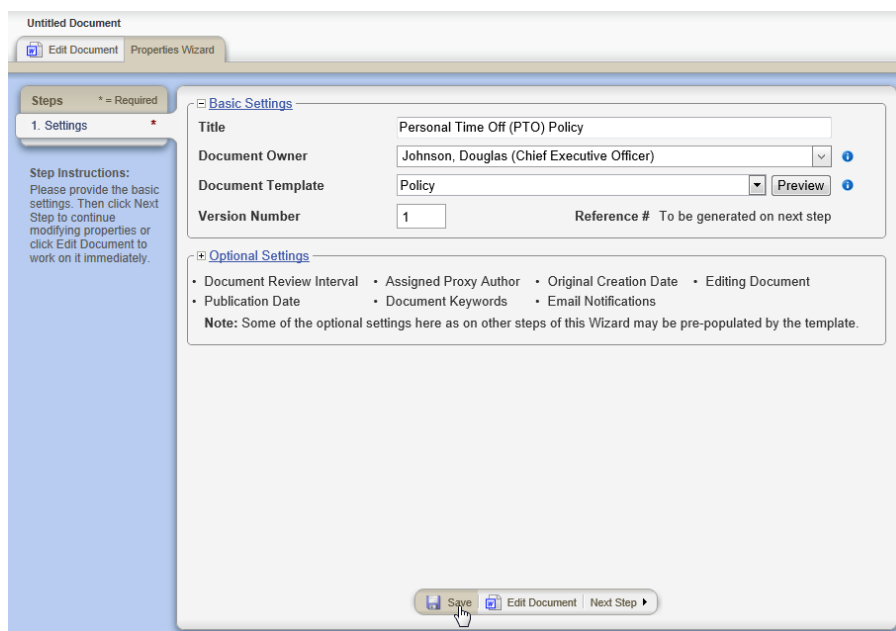 Untitled Document
Edit Document Properties Wizard
Steps * = Required
1. Settings *
Step Instructions:
Please provide the basic
settings. Then click Next
Step to continue
modifying properties or
click Edit Document to
work on it immediately.
Basic Settings
Title Personal Time Off (PTO) Policy
Document Owner Johnson, Douglas (Chief Executive Officer)
Document Template Policy Preview
Version Number 1 Reference # To be generated on next step
Optional Settings
• Document Review Interval • Assigned Proxy Author • Original Creation Date • Editing Document
• Publication Date • Document Keywords • Email Notifications
Note: Some of the optional settings here as on other steps of this Wizard may be pre-populated by the template.
Save Edit Document Next Step